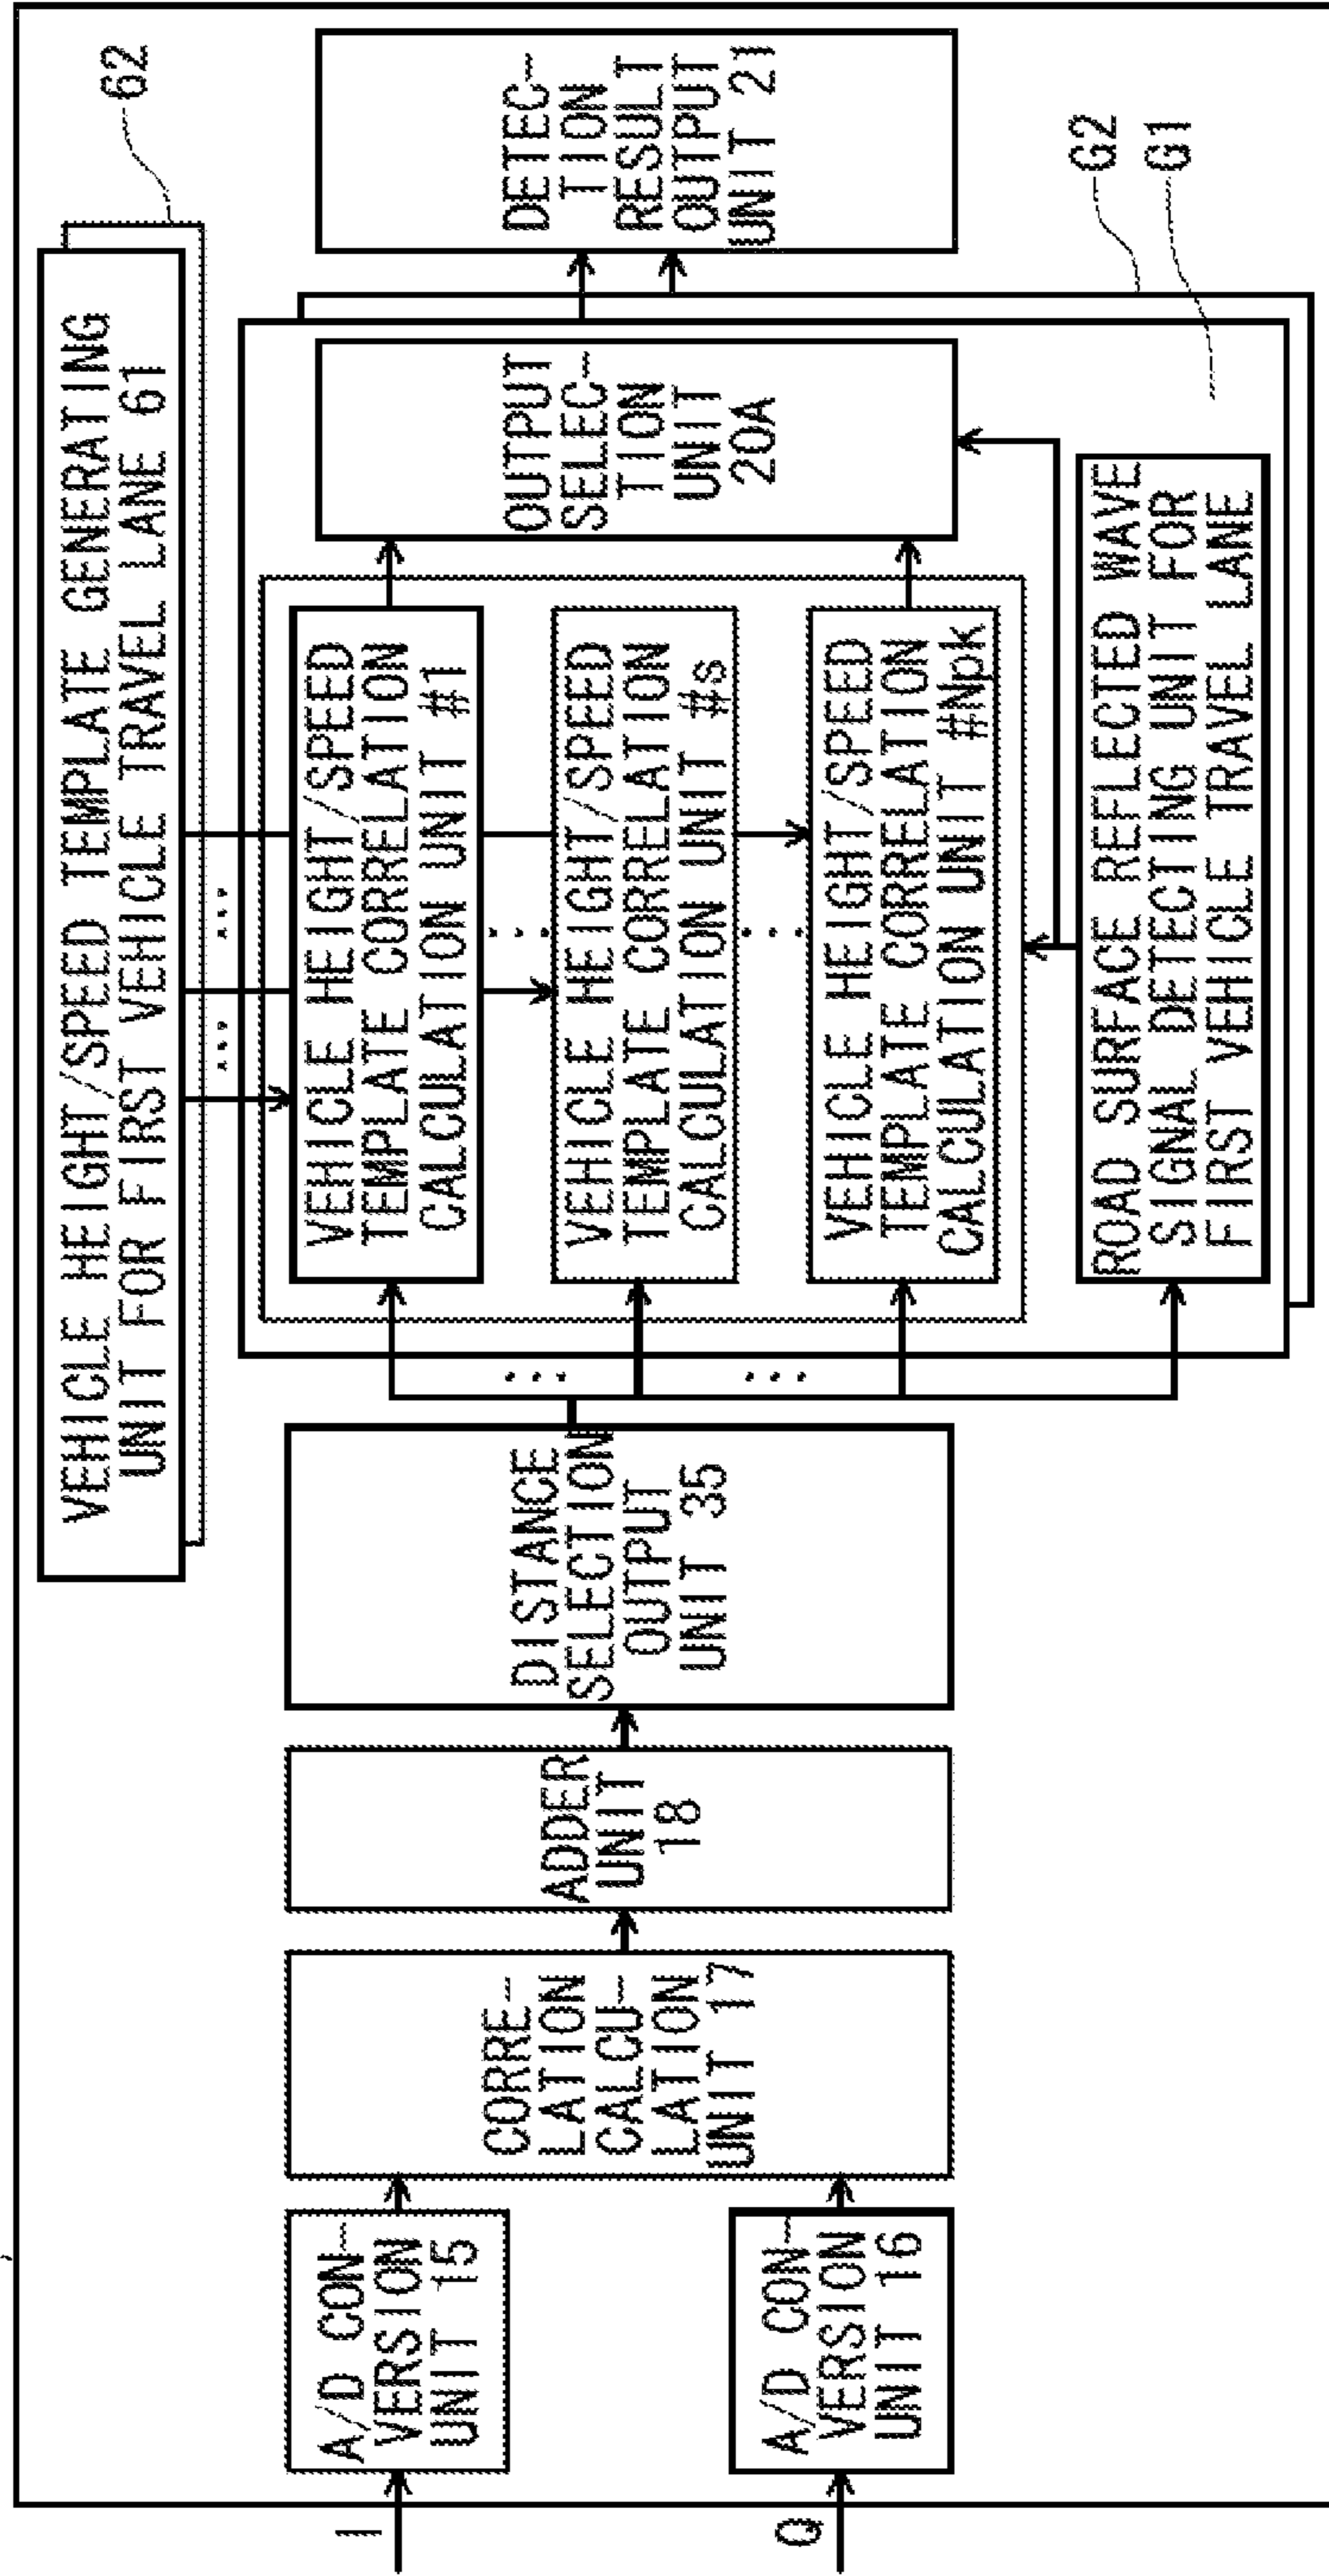 I
Q
A/D CON-
VERSION
UNIT 15
A/D CON-
VERSION
UNIT 16
CORRE-
LATION
CALCU-
LATION
UNIT 17
ADDER
UNIT
18
DISTANCE
SELECTION
OUTPUT
UNIT 35
VEHICLE HEIGHT/SPEED TEMPLATE GENERATING
UNIT FOR FIRST VEHICLE TRAVEL LANE 61
62
VEHICLE HEIGHT/SPEED
TEMPLATE CORRELATION
CALCULATION UNIT #1
VEHICLE HEIGHT/SPEED
TEMPLATE CORRELATION
CALCULATION UNIT #s
VEHICLE HEIGHT/SPEED
TEMPLATE CORRELATION
CALCULATION UNIT #Npk
ROAD SURFACE REFLECTED WAVE
SIGNAL DETECTING UNIT FOR
FIRST VEHICLE TRAVEL LANE
OUTPUT
SELEC-
TION
UNIT
20A
DETEC-
TION
RESULT
OUTPUT
UNIT 21
G2
G1